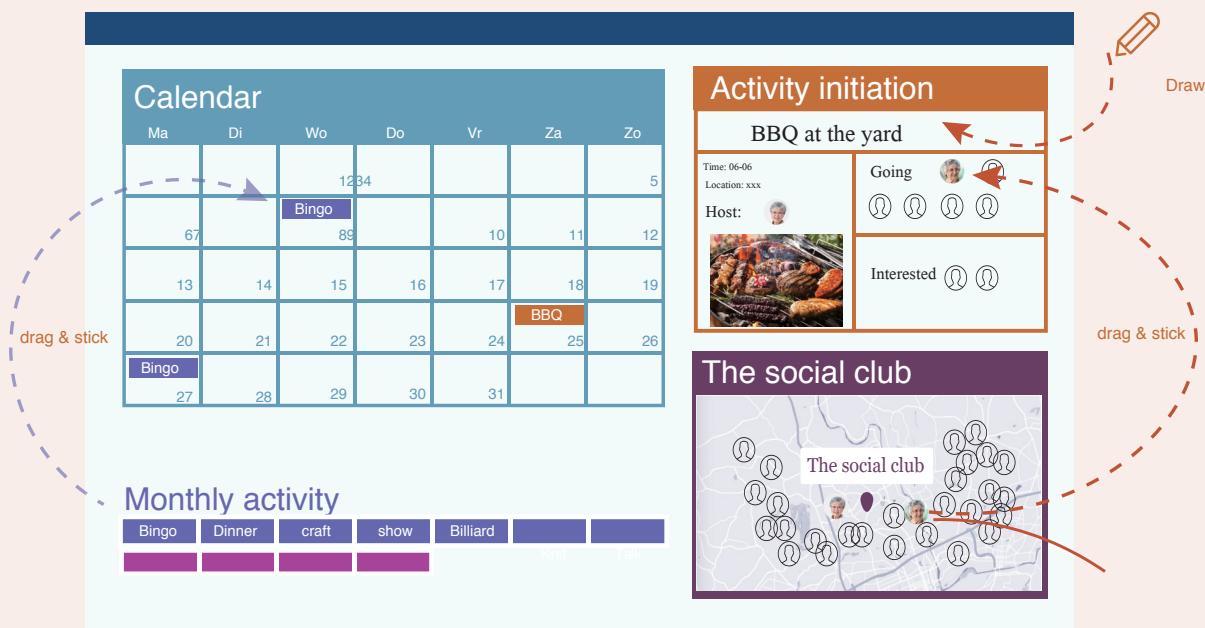 Draw
Calendar
Ma Di Wo Do Vr Za Zo
1234 5
Bingo
67 89 10 11 12
13 14 15 16 17 18 19
BBQ
20 21 22 23 24 25 26
Bingo
27 28 29 30 31
drag & stick
Monthly activity
Bingo Dinner craft show Billiard
Knit Talk
Activity initiation
BBQ at the yard
Time: 06-06
Location: xxx
Host:
Going
Interested
drag & stick
The social club
The social club